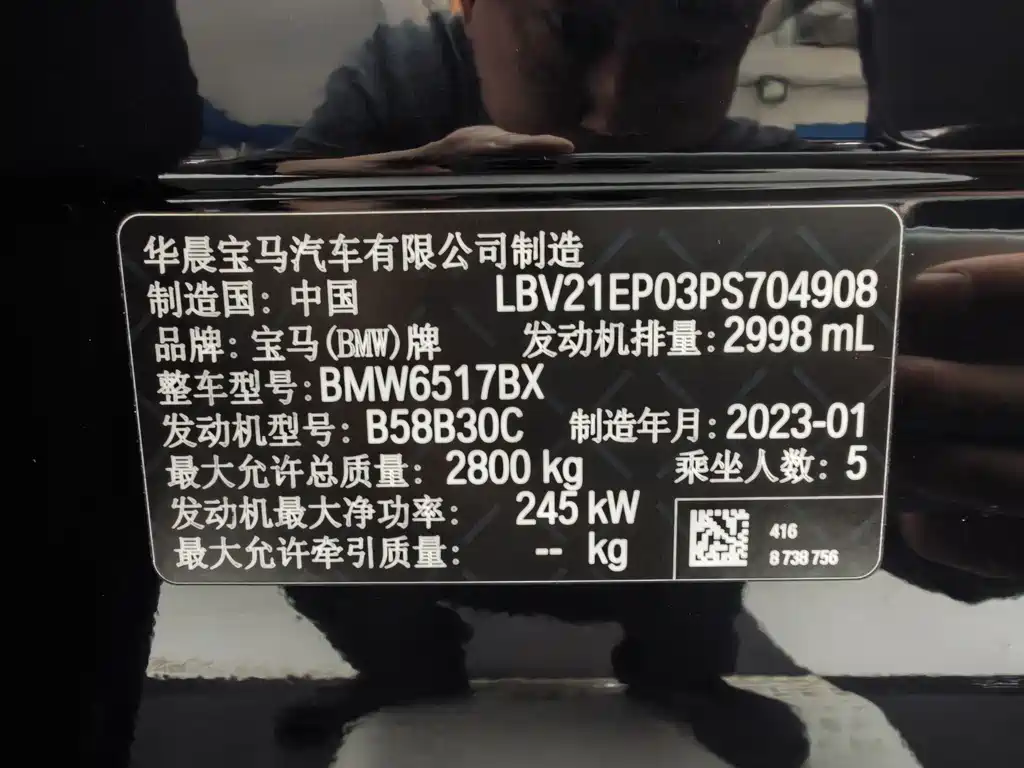 华晨宝马汽车有限公司制造
制造国：中国 LBV21EP03PS704908
品牌：宝马(BMW)牌 发动机排量：2998 mL
整车型号：BMW6517BX
发动机型号：B58B30C 制造年月：2023-01
最大允许总质量：2800 kg 乘坐人数：5
发动机最大净功率：245 kW
最大允许牵引质量：-- kg
416
8 738 756